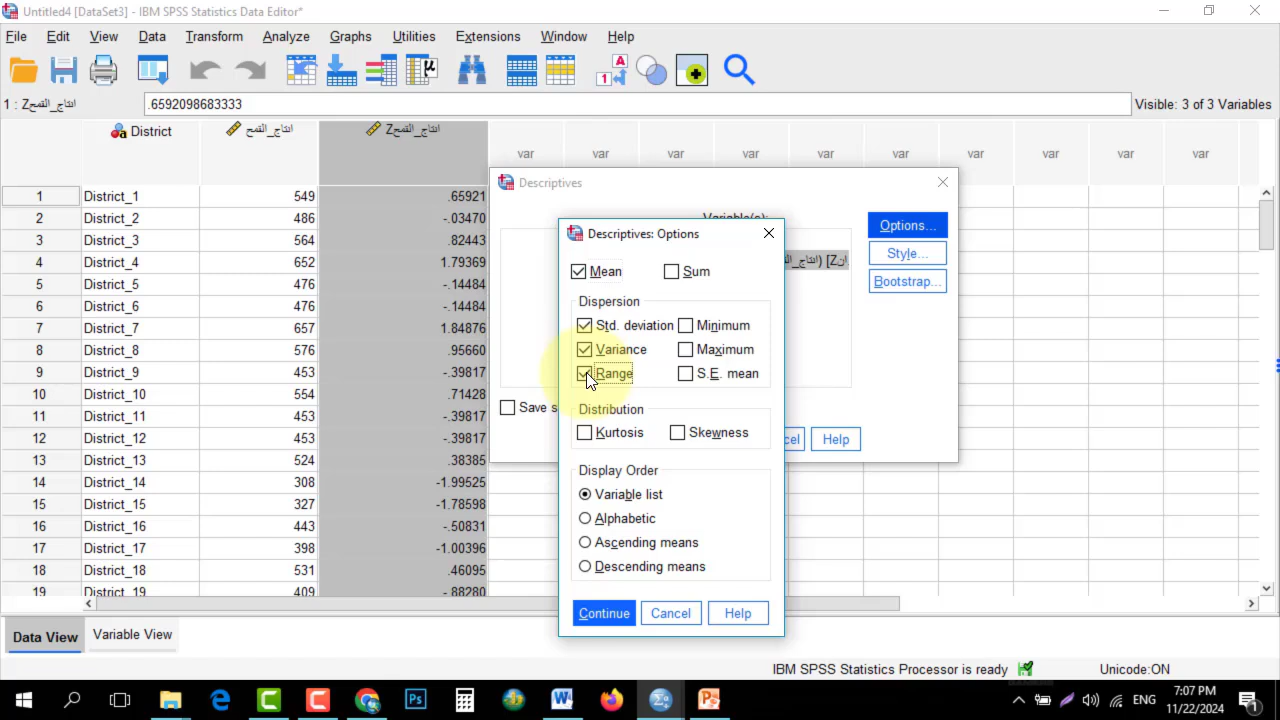 Untitled4 [DataSet3] - IBM SPSS Statistics Data Editor*
File Edit View Data Transform Analyze Graphs Utilities Extensions Window Help
1 : Zانتاج_القمح .6592098683333 Visible: 3 of 3 Variables
District انتاج_القمح Zانتاج_القمح var var var var var var var var var var
1 District_1 549 .65921
2 District_2 486 -.03470
3 District_3 564 .82443
4 District_4 652 1.79369
5 District_5 476 -.14484
6 District_6 476 -.14484
7 District_7 657 1.84876
8 District_8 576 .95660
9 District_9 453 -.39817
10 District_10 554 .71428
11 District_11 453 -.39817
12 District_12 453 -.39817
13 District_13 524 .38385
14 District_14 308 -1.99525
15 District_15 327 -1.78598
16 District_16 443 -.50831
17 District_17 398 -1.00396
18 District_18 531 .46095
19 District_19 409 -.88280
Descriptives
Variable(s):
Options...
Style...
Bootstrap...
Save s
cel Help
Descriptives: Options
Mean Sum
Dispersion
Std. deviation Minimum
Variance Maximum
Range S.E. mean
Distribution
Kurtosis Skewness
Display Order
Variable list
Alphabetic
Ascending means
Descending means
Continue Cancel Help
Data View Variable View
IBM SPSS Statistics Processor is ready Unicode:ON
ENG 7:07 PM
11/22/2024